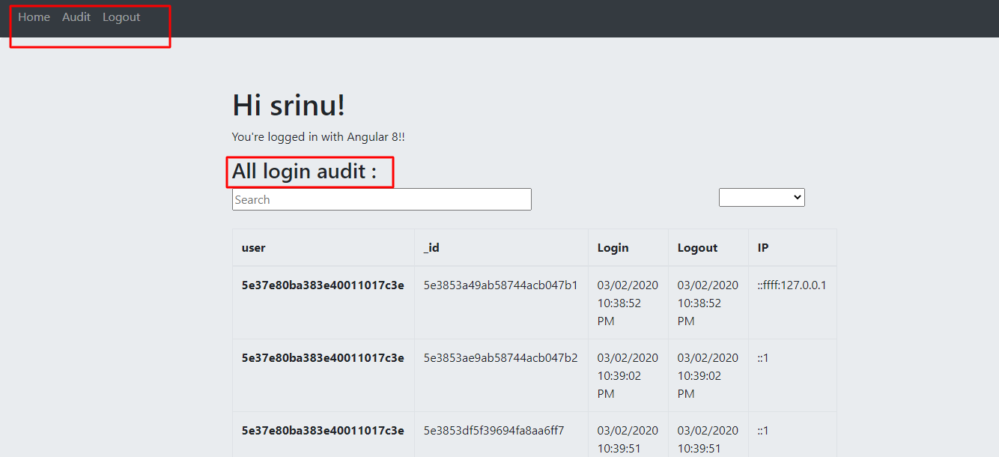 Home Audit Logout
Hi srinu!
You're logged in with Angular 8!!
All login audit :
Search
user _id Login Logout IP
5e37e80ba383e40011017c3e 5e3853a49ab58744acb047b1 03/02/2020 03/02/2020 ::ffff:127.0.0.1
10:38:52 10:38:52
PM PM
5e37e80ba383e40011017c3e 5e3853ae9ab58744acb047b2 03/02/2020 03/02/2020 ::1
10:39:02 10:39:02
PM PM
5e37e80ba383e40011017c3e 5e3853df5f39694fa8aa6ff7 03/02/2020 03/02/2020 ::1
10:39:51 10:39:51